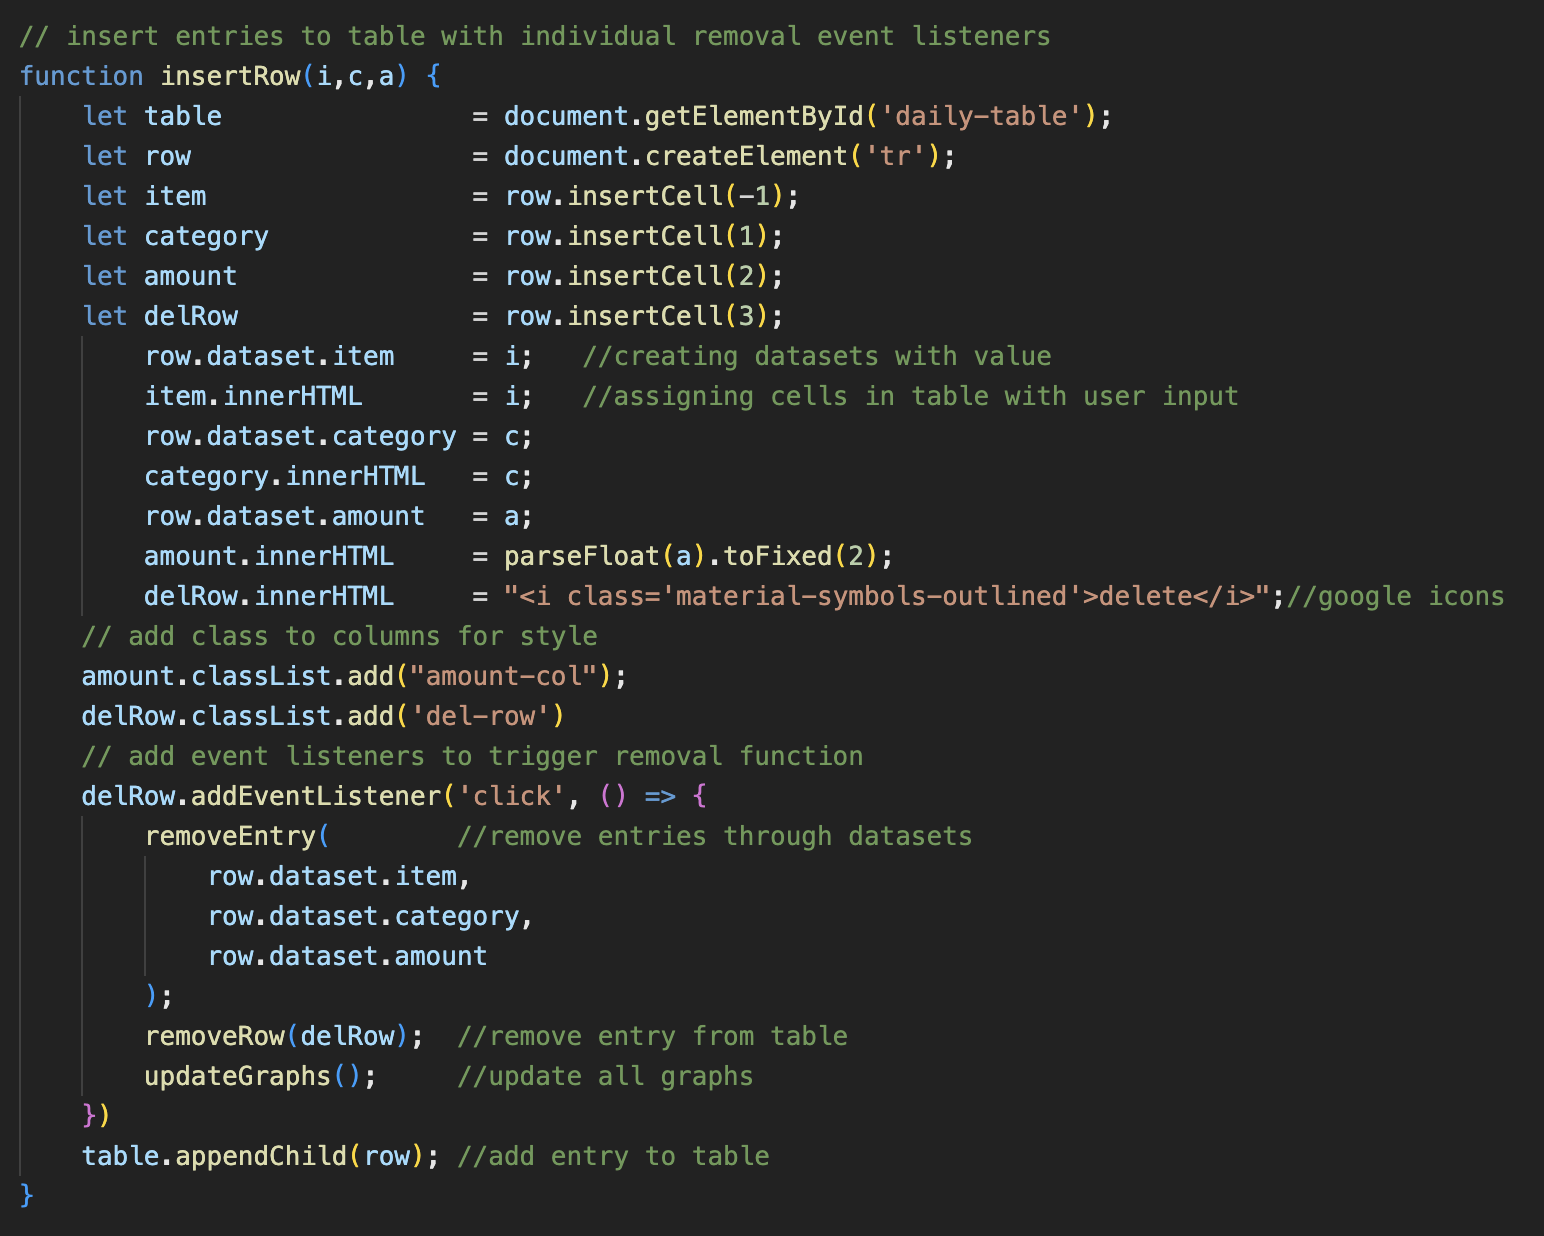 // insert entries to table with individual removal event listeners
function insertRow(i,c,a) {
    let table                = document.getElementById('daily-table');
    let row                  = document.createElement('tr');
    let item                 = row.insertCell(-1);
    let category             = row.insertCell(1);
    let amount               = row.insertCell(2);
    let delRow               = row.insertCell(3);
        row.dataset.item     = i;   //creating datasets with value
        item.innerHTML       = i;   //assigning cells in table with user input
        row.dataset.category = c;
        category.innerHTML   = c;
        row.dataset.amount   = a;
        amount.innerHTML     = parseFloat(a).toFixed(2);
        delRow.innerHTML     = "<i class='material-symbols-outlined'>delete</i>";//google icons
    // add class to columns for style
    amount.classList.add("amount-col");
    delRow.classList.add('del-row')
    // add event listeners to trigger removal function
    delRow.addEventListener('click', () => {
        removeEntry(        //remove entries through datasets
            row.dataset.item,
            row.dataset.category,
            row.dataset.amount
        );
        removeRow(delRow);  //remove entry from table
        updateGraphs();     //update all graphs
    })
    table.appendChild(row); //add entry to table
}